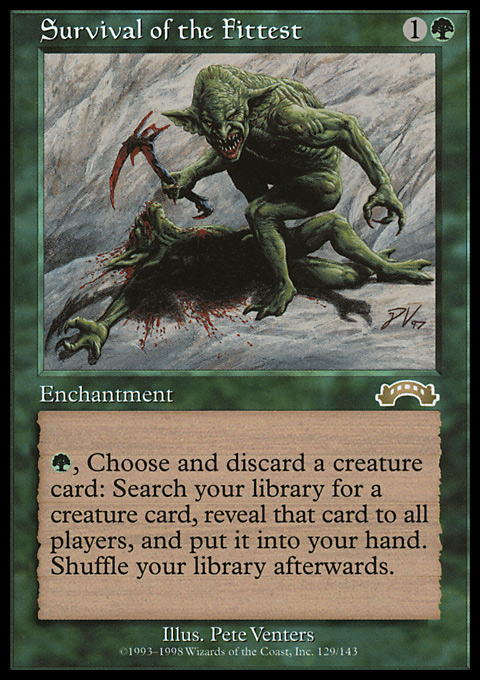 Survival of the Fittest 1
PV 97
Enchantment
, Choose and discard a creature
card: Search your library for a
creature card, reveal that card to all
players, and put it into your hand.
Shuffle your library afterwards.
Illus. Pete Venters
©1993–1998 Wizards of the Coast, Inc. 129/143